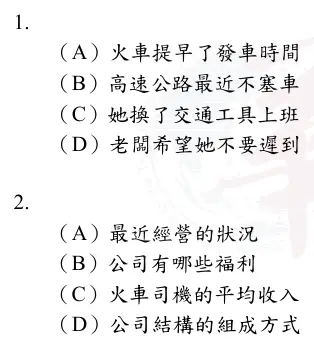 1.
（A）火車提早了發車時間
（B）高速公路最近不塞車
（C）她換了交通工具上班
（D）老闆希望她不要遲到
2.
（A）最近經營的狀況
（B）公司有哪些福利
（C）火車司機的平均收入
（D）公司結構的組成方式